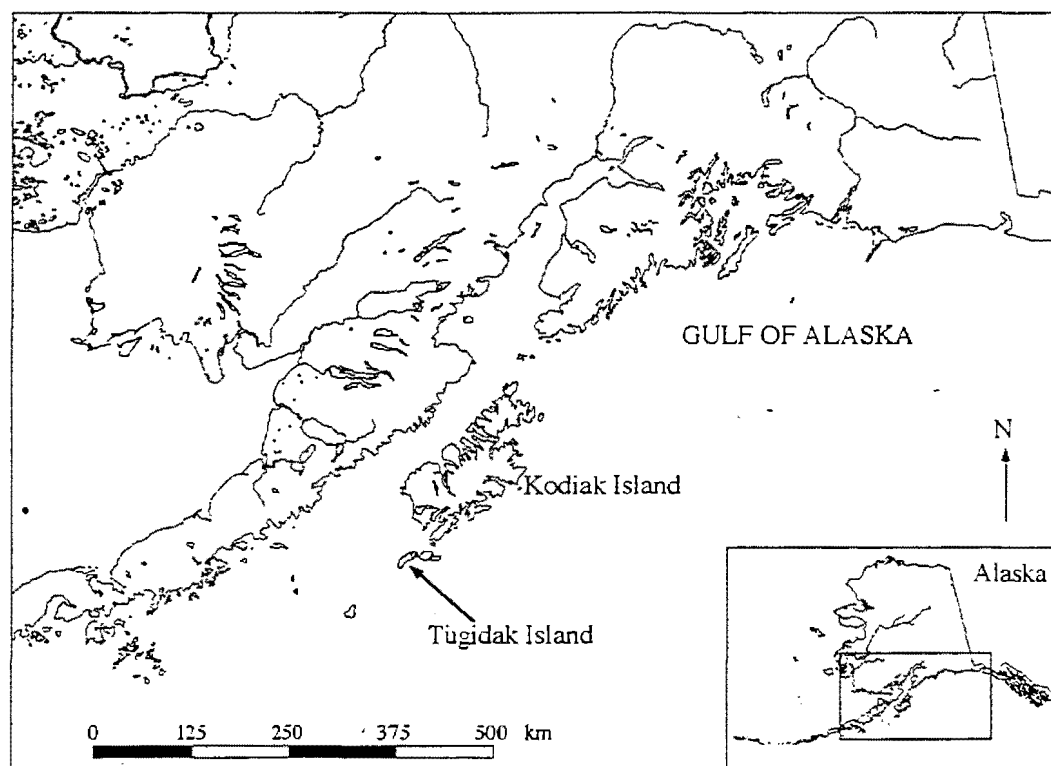 GULF OF ALASKA
N
Kodiak Island
Alaska
Tugidak Island
0 125 250 375 500 km